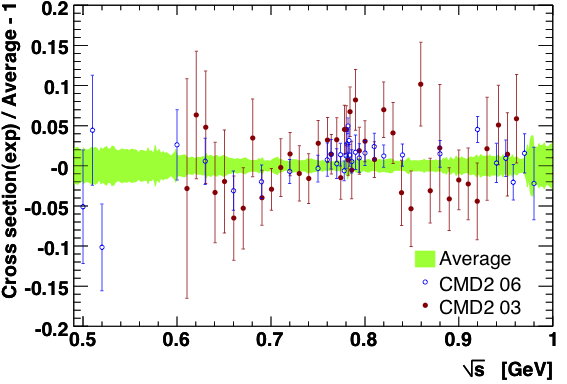 Cross section(exp) / Average - 1
0.2
0.15
0.1
0.05
-0
-0.05
-0.1
-0.15
-0.2
Average
CMD2 06
CMD2 03
0.5 0.6 0.7 0.8 0.9 1
√s [GeV]